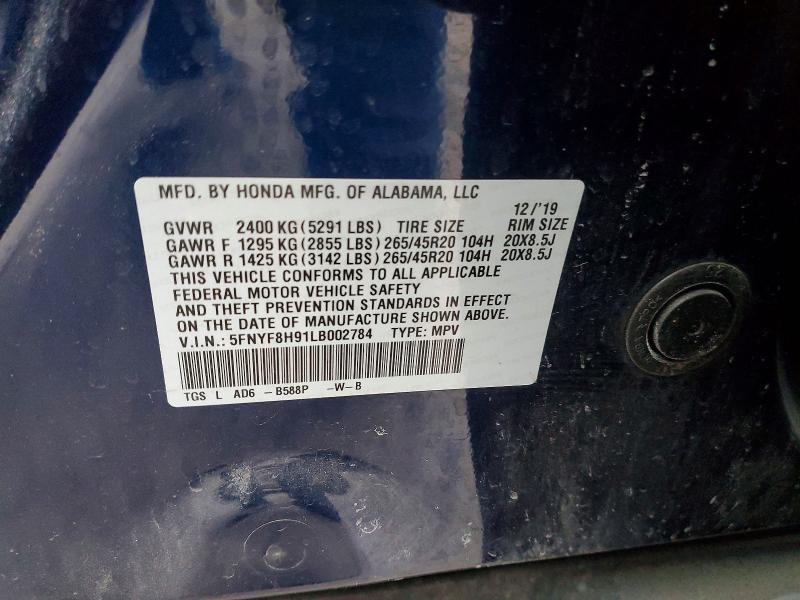 MFD. BY HONDA MFG. OF ALABAMA, LLC
12/'19
GVWR 2400 KG (5291 LBS) TIRE SIZE RIM SIZE
GAWR F 1295 KG (2855 LBS) 265/45R20 104H 20X8.5J
GAWR R 1425 KG (3142 LBS) 265/45R20 104H 20X8.5J
THIS VEHICLE CONFORMS TO ALL APPLICABLE
FEDERAL MOTOR VEHICLE SAFETY
AND THEFT PREVENTION STANDARDS IN EFFECT
ON THE DATE OF MANUFACTURE SHOWN ABOVE.
V.I.N.: 5FNYF8H91LB002784 TYPE: MPV
TGS L AD6 -B588P -W-B